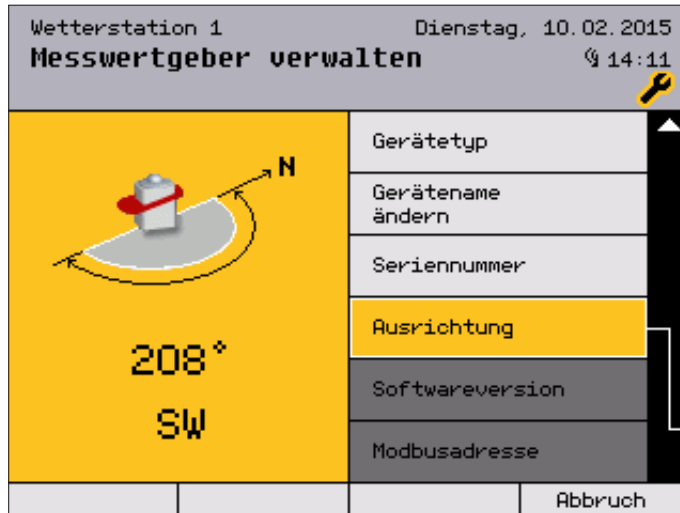 Wetterstation 1
Dienstag, 10.02.2015
Messwertgeber verwalten
14:11
N
208°
SW
Gerätetyp
Gerätename
ändern
Seriennummer
Ausrichtung
Softwareversion
Modbusadresse
Abbruch